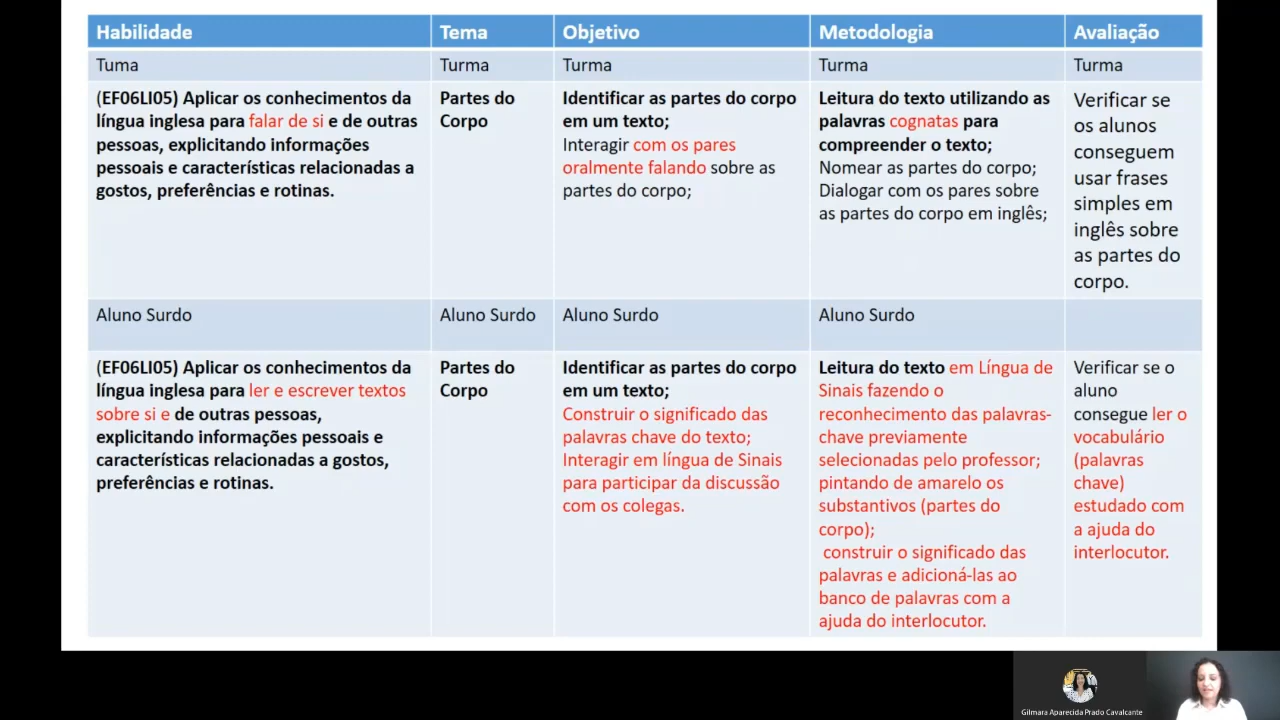 Habilidade
Tema
Objetivo
Metodologia
Avaliação
Tuma
Turma
Turma
Turma
Turma
(EF06LI05) Aplicar os conhecimentos da
língua inglesa para falar de si e de outras
pessoas, explicitando informações
pessoais e características relacionadas a
gostos, preferências e rotinas.
Partes do
Corpo
Identificar as partes do corpo
em um texto;
Interagir com os pares
oralmente falando sobre as
partes do corpo;
Leitura do texto utilizando as
palavras cognatas para
compreender o texto;
Nomear as partes do corpo;
Dialogar com os pares sobre
as partes do corpo em inglês;
Verificar se
os alunos
conseguem
usar frases
simples em
inglês sobre
as partes do
corpo.
Aluno Surdo
Aluno Surdo
Aluno Surdo
Aluno Surdo
(EF06LI05) Aplicar os conhecimentos da
língua inglesa para ler e escrever textos
sobre si e de outras pessoas,
explicitando informações pessoais e
características relacionadas a gostos,
preferências e rotinas.
Partes do
Corpo
Identificar as partes do corpo
em um texto;
Construir o significado das
palavras chave do texto;
Interagir em língua de Sinais
para participar da discussão
com os colegas.
Leitura do texto em Língua de
Sinais fazendo o
reconhecimento das palavras-
chave previamente
selecionadas pelo professor;
pintando de amarelo os
substantivos (partes do
corpo);
construir o significado das
palavras e adicioná-las ao
banco de palavras com a
ajuda do interlocutor.
Verificar se o
aluno
consegue ler o
vocabulário
(palavras
chave)
estudado com
a ajuda do
interlocutor.
Gilmara Aparecida Prado Cavalcante